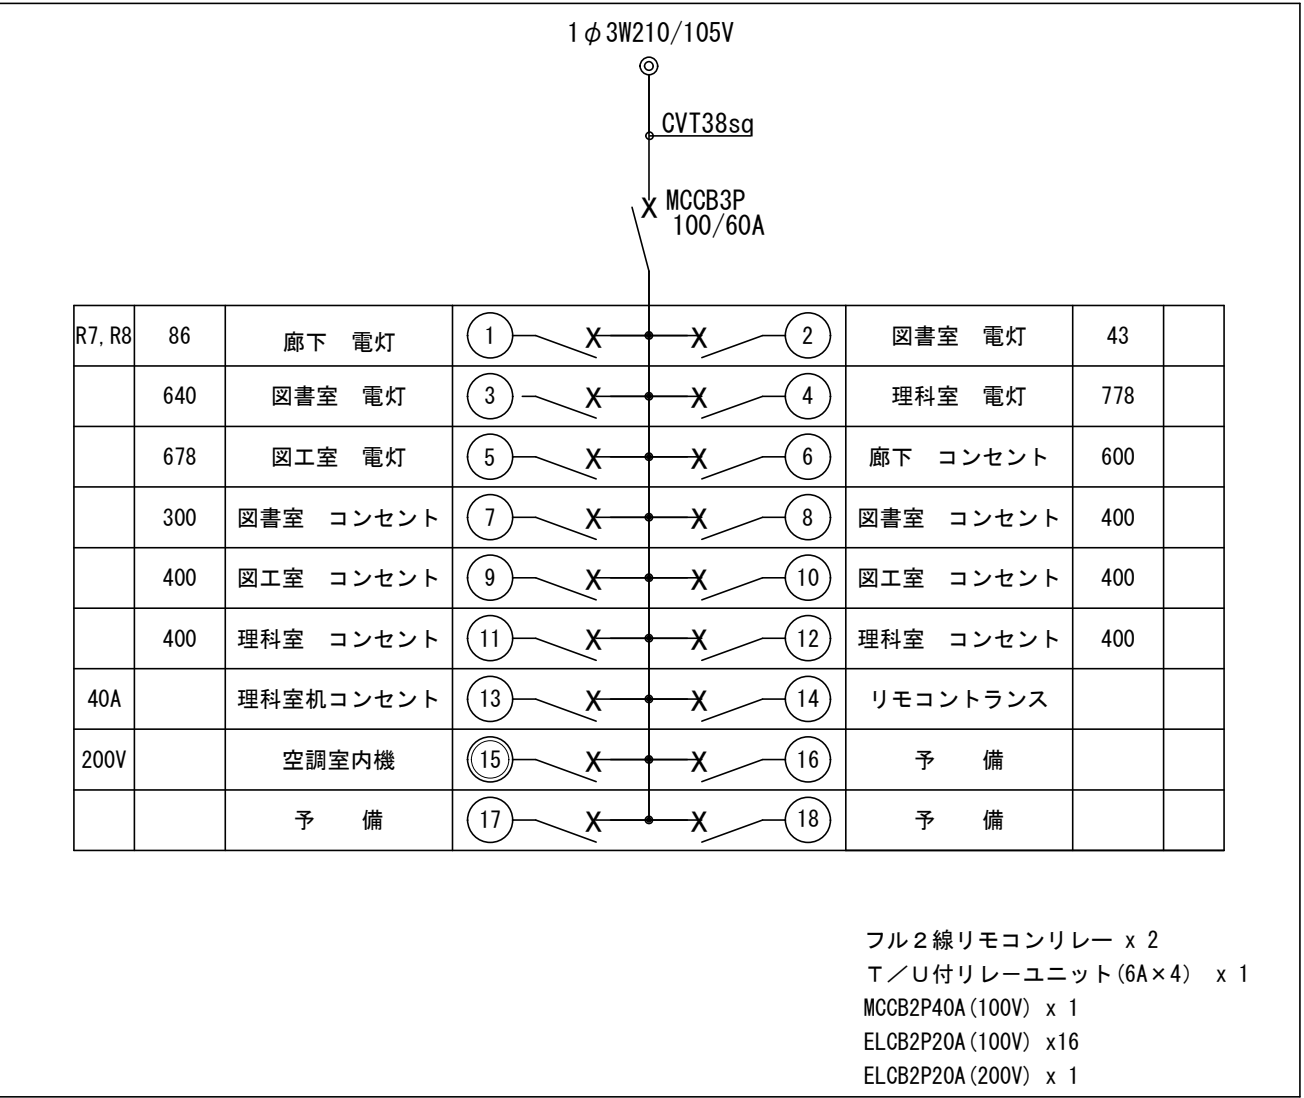 1φ3W210/105V
CVT38sq
MCCB3P
100/60A
R7,R8 86 廊下 電灯 1 2 図書室 電灯 43
640 図書室 電灯 3 4 理科室 電灯 778
678 図工室 電灯 5 6 廊下 コンセント 600
300 図書室 コンセント 7 8 図書室 コンセント 400
400 図工室 コンセント 9 10 図工室 コンセント 400
400 理科室 コンセント 11 12 理科室 コンセント 400
40A 理科室机コンセント 13 14 リモコントランス
200V 空調室内機 15 16 予 備
予 備 17 18 予 備
フル2線リモコンリレー x 2
T/U付リレーユニット(6A×4) x 1
MCCB2P40A(100V) x 1
ELCB2P20A(100V) x16
ELCB2P20A(200V) x 1